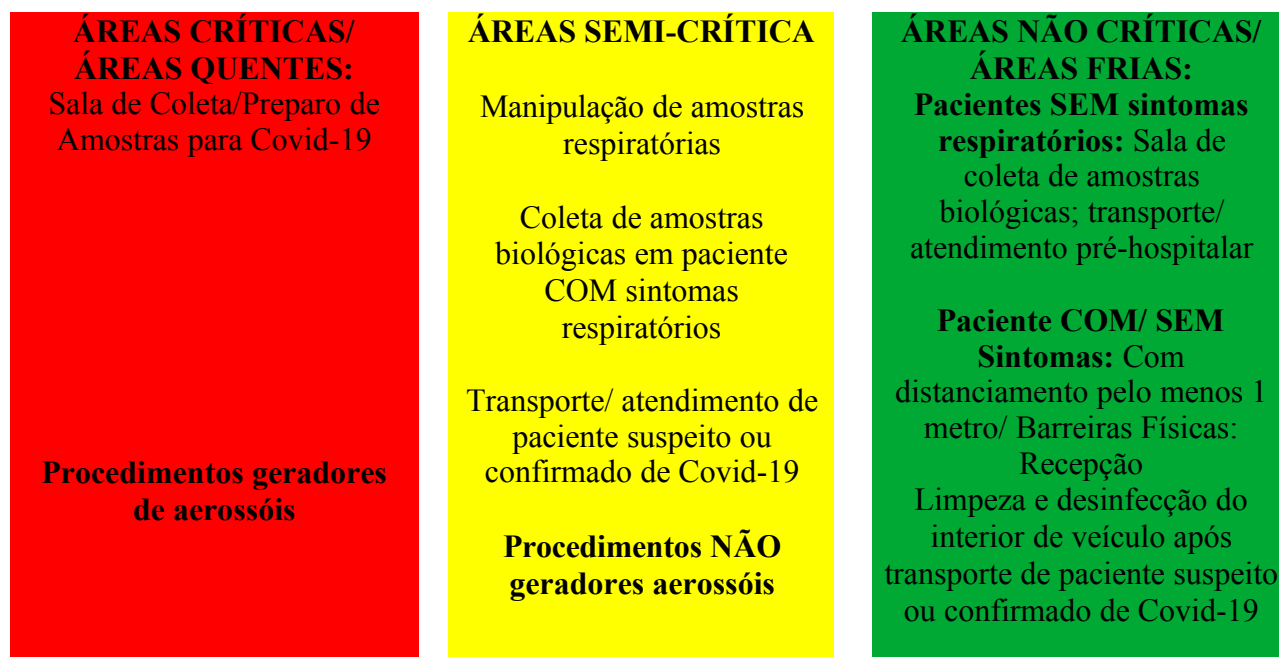 ÁREAS CRÍTICAS/
ÁREAS QUENTES:
Sala de Coleta/Preparo de
Amostras para Covid-19
Procedimentos geradores
de aerossóis
ÁREAS SEMI-CRÍTICA
Manipulação de amostras
respiratórias
Coleta de amostras
biológicas em paciente
COM sintomas
respiratórios
Transporte/ atendimento de
paciente suspeito ou
confirmado de Covid-19
Procedimentos NÃO
geradores aerossóis
ÁREAS NÃO CRÍTICAS/
ÁREAS FRIAS:
Pacientes SEM sintomas
respiratórios: Sala de
coleta de amostras
biológicas; transporte/
atendimento pré-hospitalar
Paciente COM/ SEM
Sintomas: Com
distanciamento pelo menos 1
metro/ Barreiras Físicas:
Recepção
Limpeza e desinfecção do
interior de veículo após
transporte de paciente suspeito
ou confirmado de Covid-19